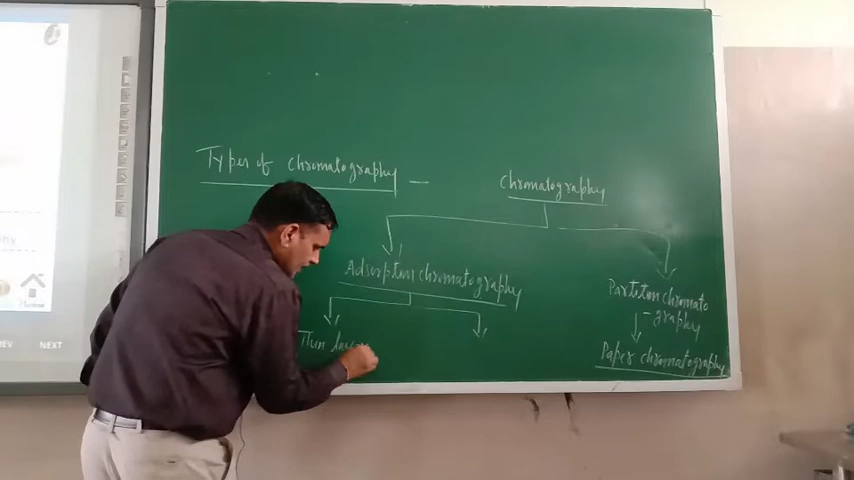 Types of Chromatography -
Chromatography
Adsorption chromatography
Partition chromato
-graphy
Thin layer
Paper chromatography
NEXT